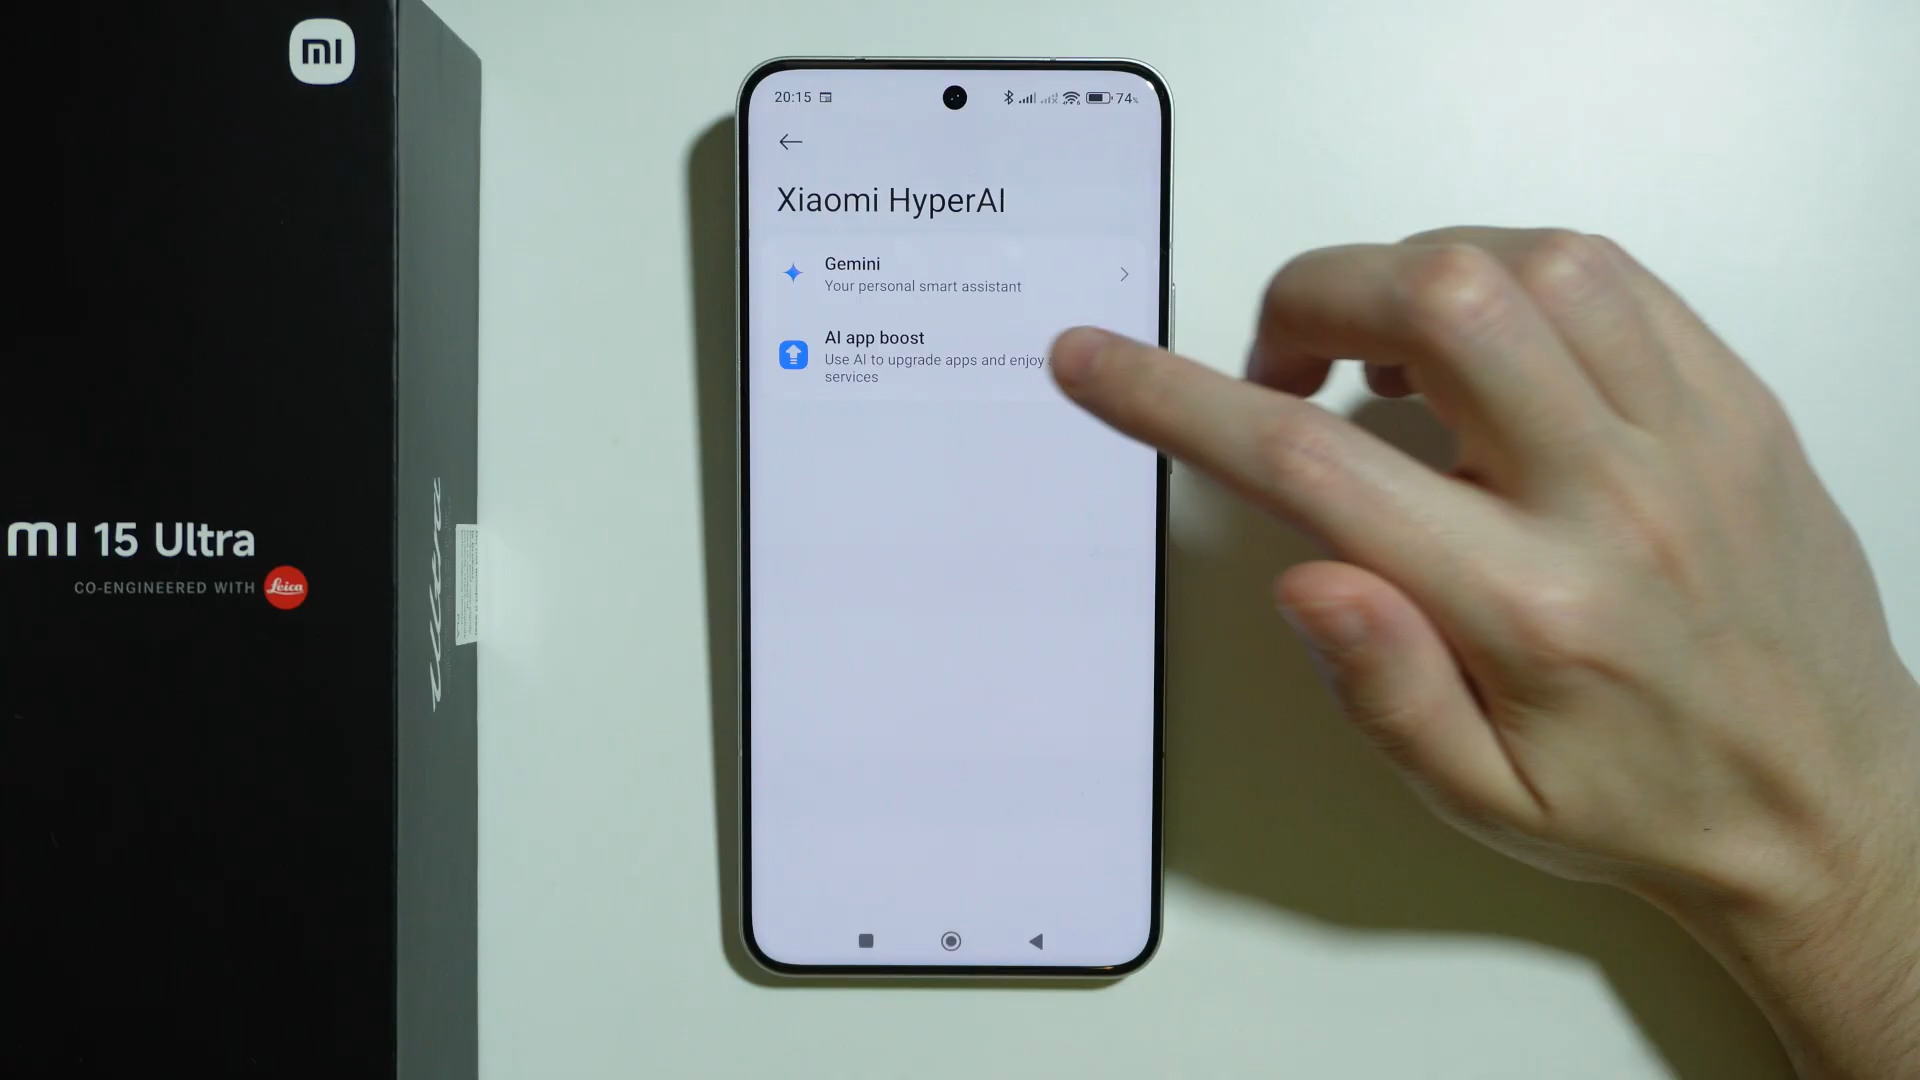 mi
mi 15 Ultra
CO-ENGINEERED WITH Leica
Ultra
20:15
74%
Xiaomi HyperAI
Gemini
Your personal smart assistant
AI app boost
Use AI to upgrade apps and enjoy
services